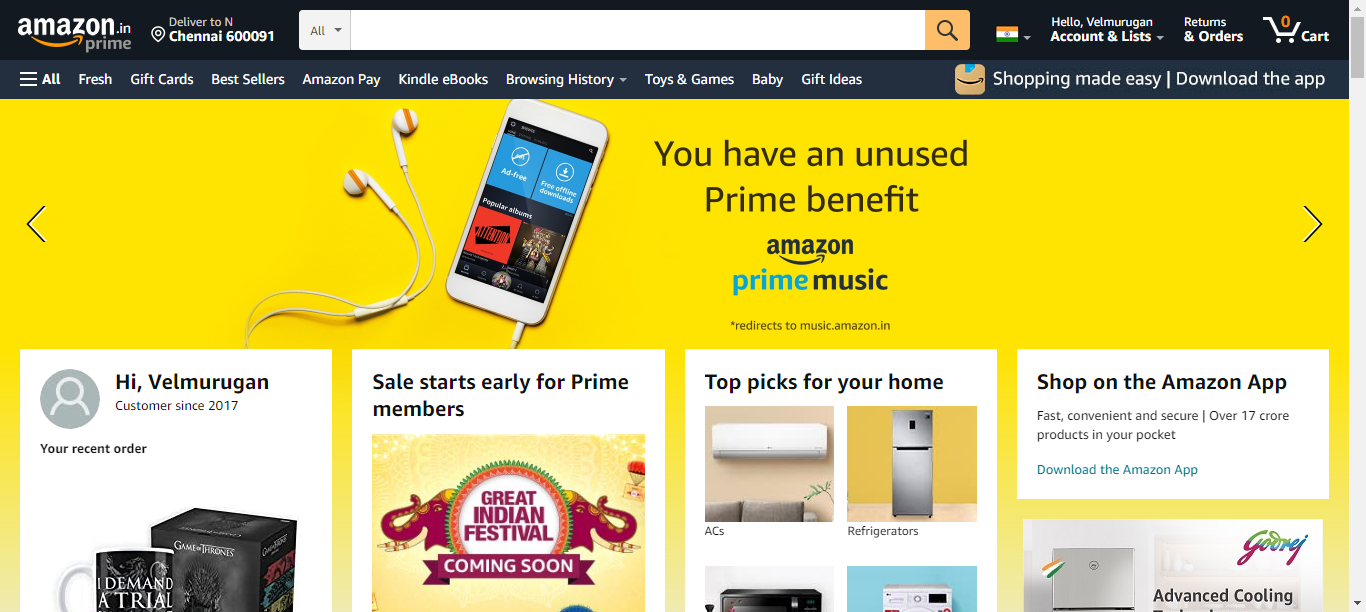 amazon.in
prime
Deliver to N
Chennai 600091
All
Hello, Velmurugan
Account & Lists
Returns
& Orders
0
Cart
All
Fresh
Gift Cards
Best Sellers
Amazon Pay
Kindle eBooks
Browsing History
Toys & Games
Baby
Gift Ideas
Shopping made easy | Download the app
Ad-free
Free offline
downloads
Popular albums
ATTENTION
You have an unused
Prime benefit
amazon
prime music
*redirects to music.amazon.in
Hi, Velmurugan
Customer since 2017
Your recent order
GAME OF THRONES
I DEMAND
A TRIAL
Sale starts early for Prime
members
GREAT
INDIAN
FESTIVAL
COMING SOON
Top picks for your home
ACs
Refrigerators
Shop on the Amazon App
Fast, convenient and secure | Over 17 crore
products in your pocket
Download the Amazon App
Godrej
Advanced Cooling